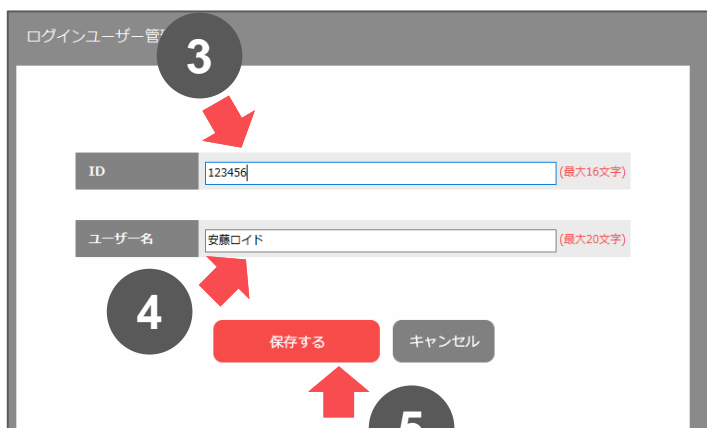 ログインユーザー管
3
ID
123456
(最大16文字)
ユーザー名
安藤ロイド
(最大20文字)
4
保存する
キャンセル
5